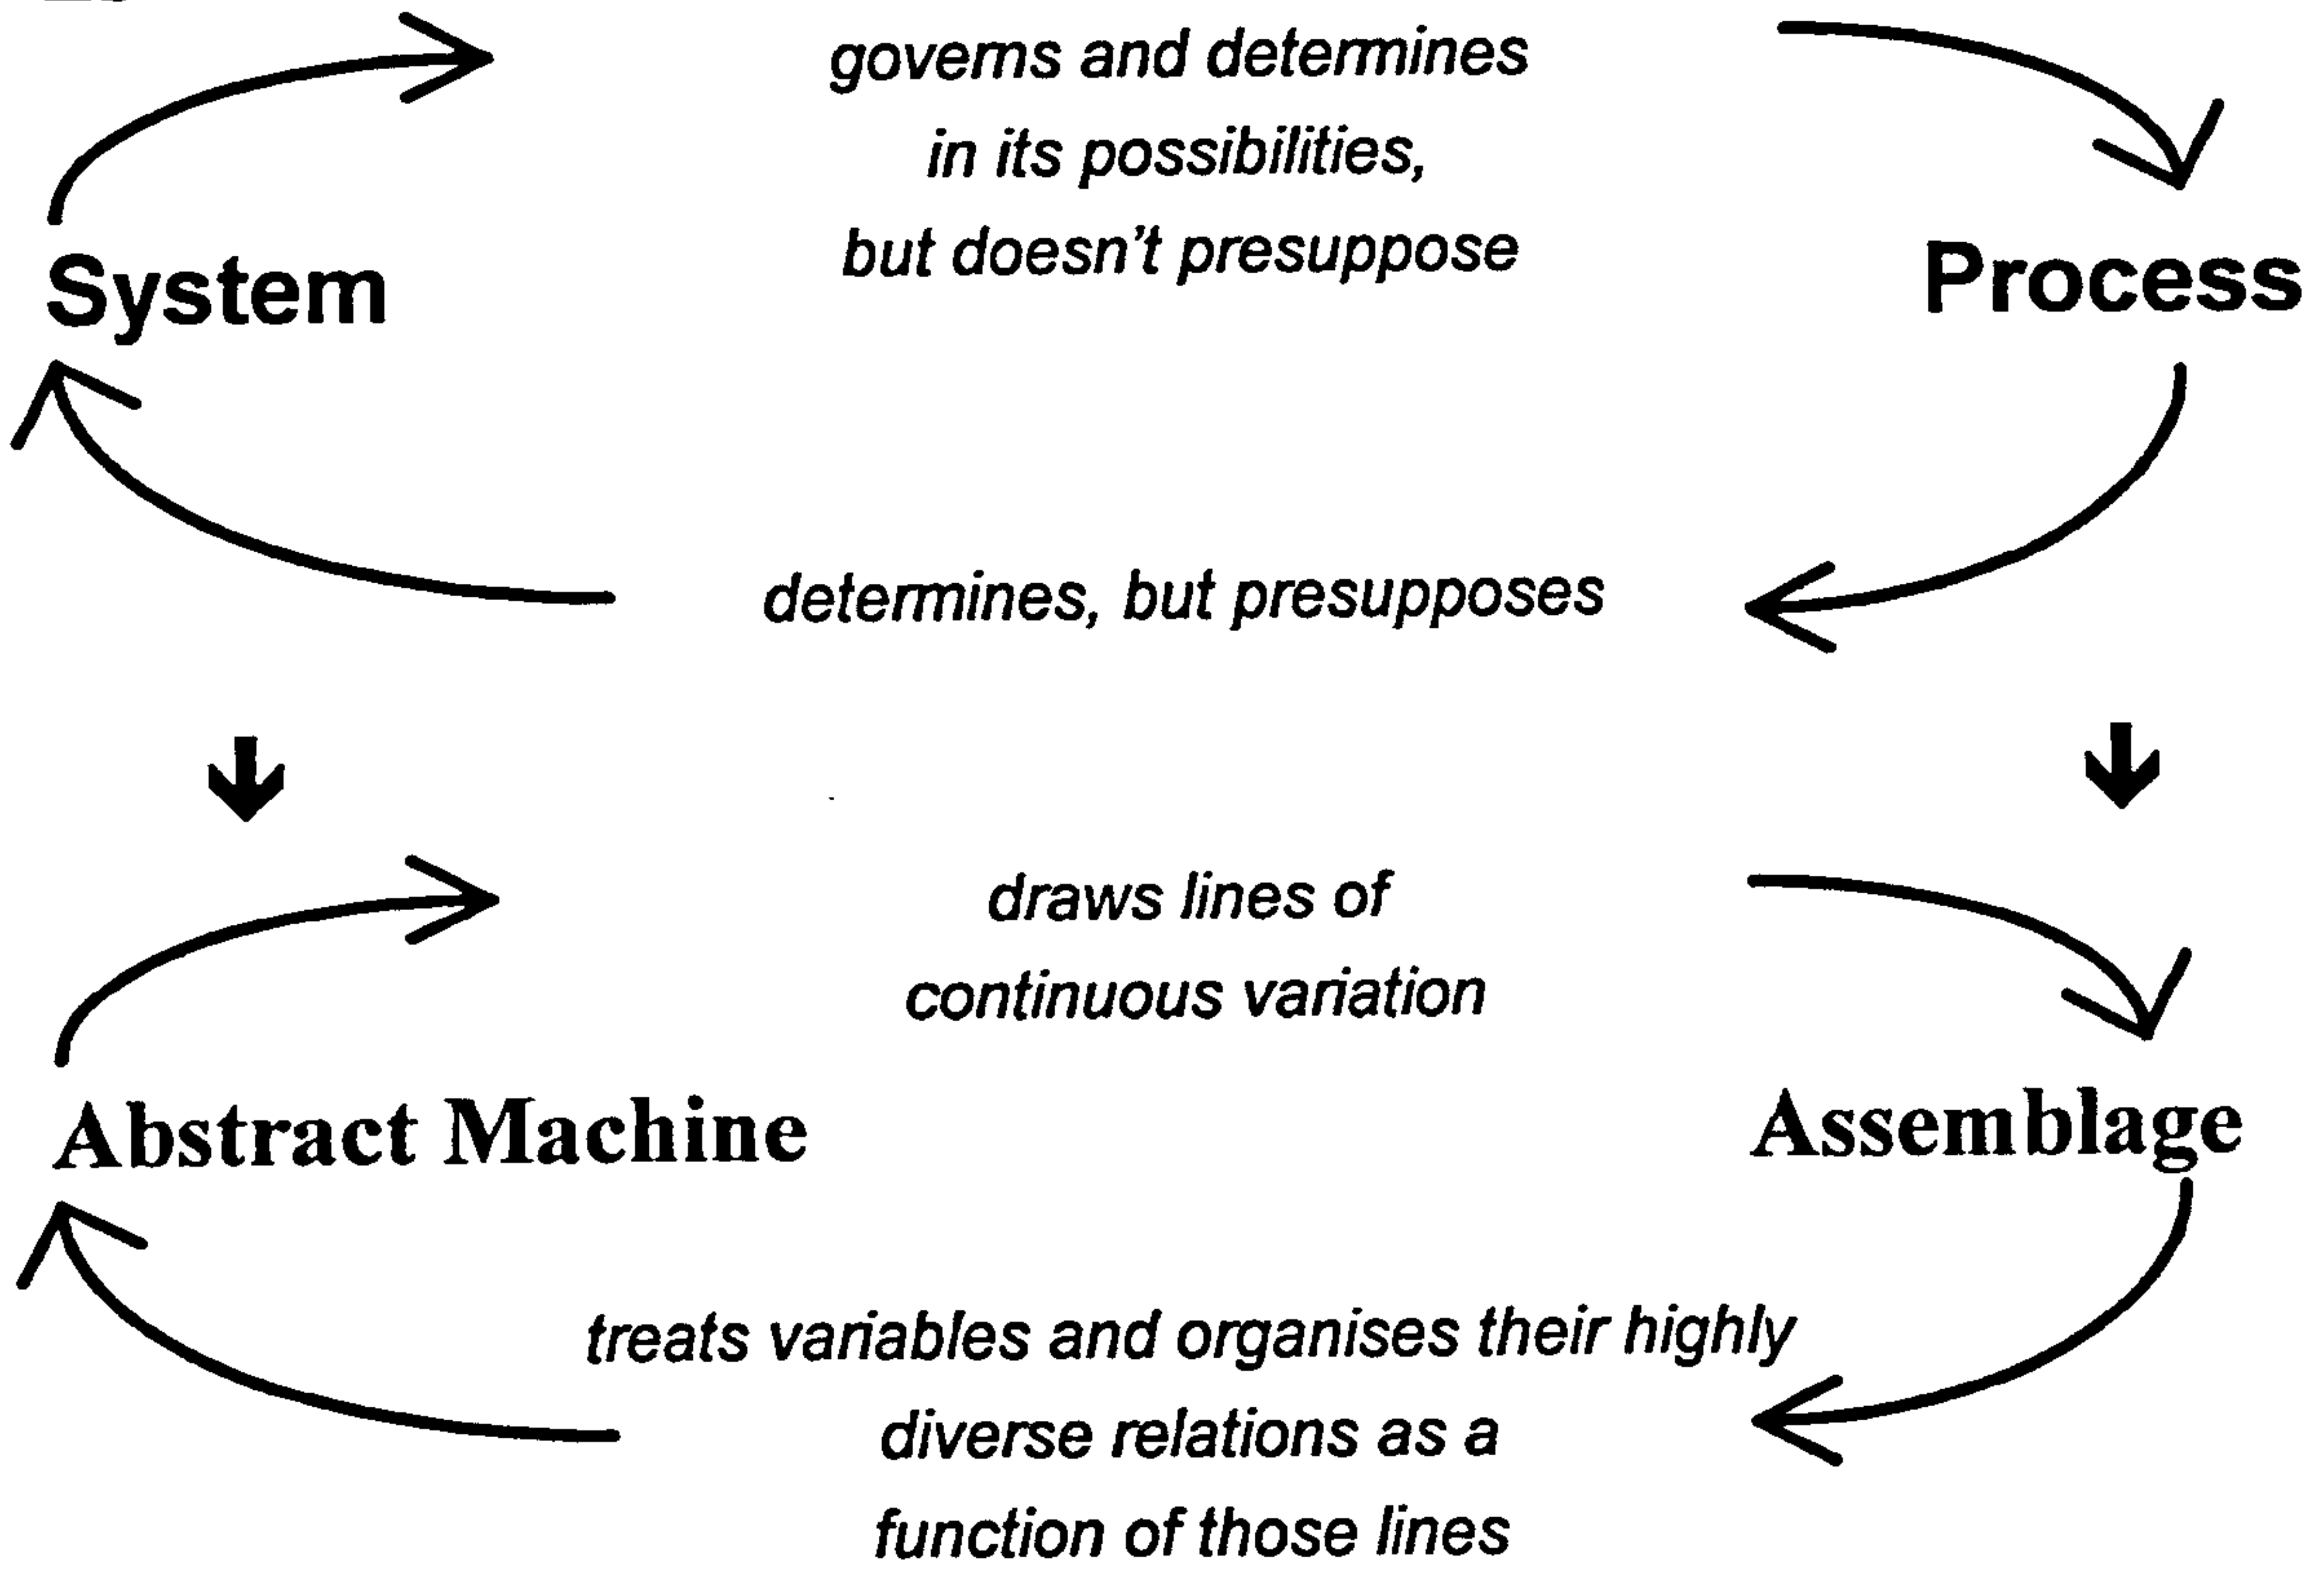 governs and determines
in its possibilities,
but doesn't presuppose
System
Process
determines, but presupposes
draws lines of
continuous variation
Abstract Machine
Assemblage
treats variables and organises their highly
diverse relations as a
function of those lines